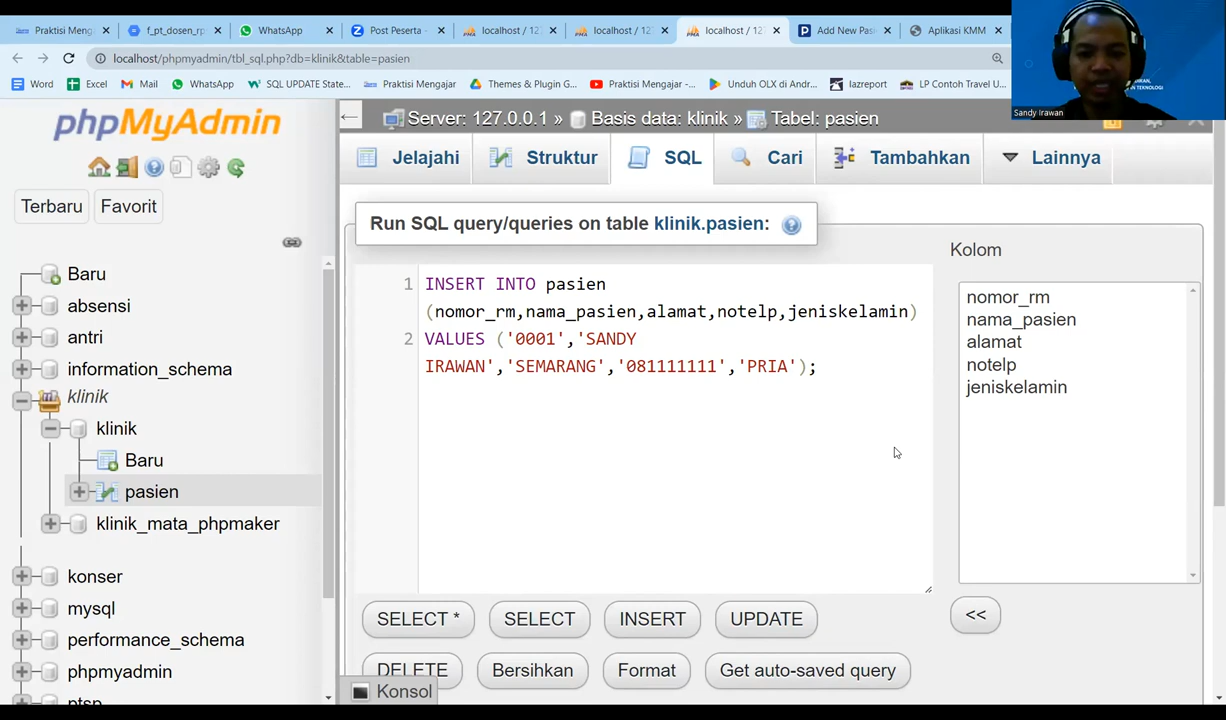 Praktisi Meng
f_pt_dosen_rp
WhatsApp
Post Peserta -
localhost / 127
localhost / 127
localhost / 127
Add New Pasi
Aplikasi KMM
localhost/phpmyadmin/tbl_sql.php?db=klinik&table=pasien
Word
Excel
Mail
WhatsApp
SQL UPDATE State...
Praktisi Mengajar
Themes & Plugin G...
Praktisi Mengajar -...
Unduh OLX di Andr...
lazreport
LP Contoh Travel U...
Sandy Irawan
phpMyAdmin
Terbaru
Favorit
Baru
absensi
antri
information_schema
klinik
klinik
Baru
pasien
klinik_mata_phpmaker
konser
mysql
performance_schema
phpmyadmin
ptsp
Server: 127.0.0.1 » Basis data: klinik » Tabel: pasien
Jelajahi
Struktur
SQL
Cari
Tambahkan
Lainnya
Run SQL query/queries on table klinik.pasien:
1 INSERT INTO pasien
(nomor_rm,nama_pasien,alamat,notelp,jeniskelamin)
2 VALUES ('0001','SANDY
IRAWAN','SEMARANG','081111111','PRIA');
Kolom
nomor_rm
nama_pasien
alamat
notelp
jeniskelamin
<<
SELECT *
SELECT
INSERT
UPDATE
DELETE
Bersihkan
Format
Get auto-saved query
Konsol